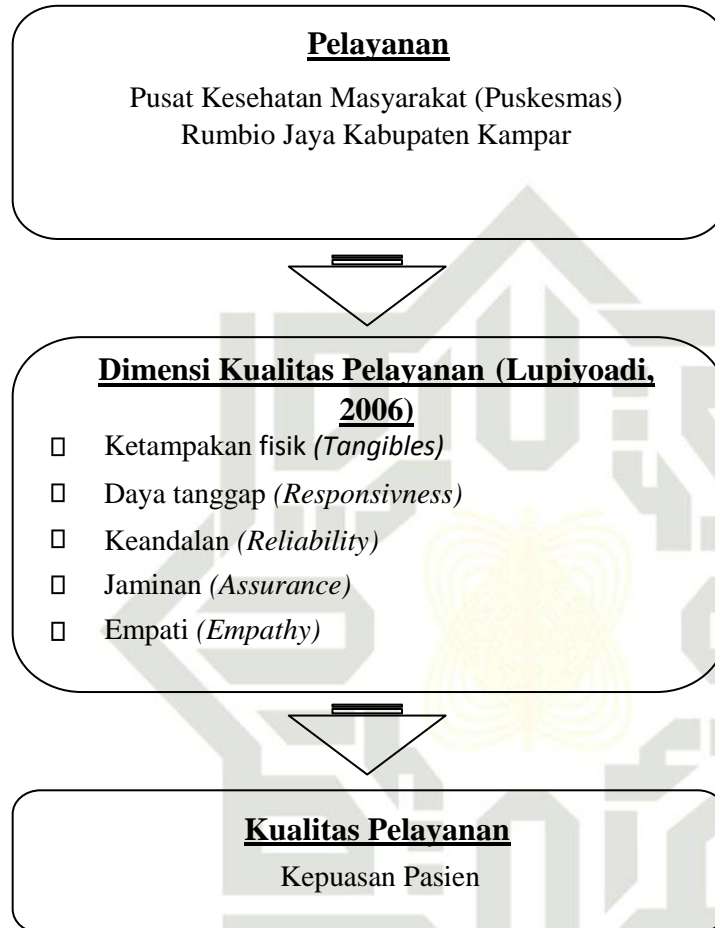 Pelayanan
Pusat Kesehatan Masyarakat (Puskesmas)
Rumbio Jaya Kabupaten Kampar
Dimensi Kualitas Pelayanan (Lupiyoadi,
2006)
Ketampakan fisik (Tangibles)
Daya tanggap (Responsivness)
Keandalan (Reliability)
Jaminan (Assurance)
Empati (Empathy)
Kualitas Pelayanan
Kepuasan Pasien